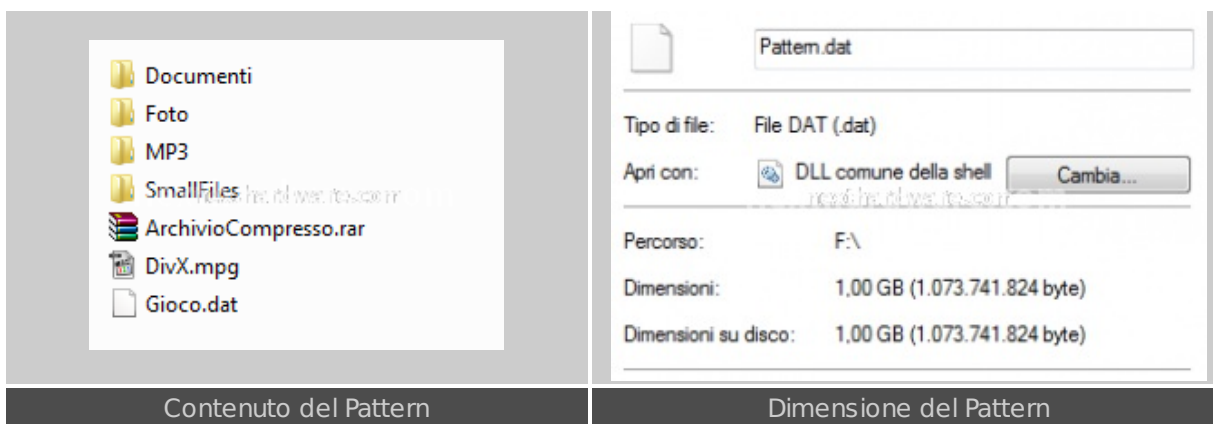 Documenti
Foto
MP3
SmallFiles
ArchivioCompresso.rar
DivX.mpg
Gioco.dat
Contenuto del Pattern
Pattern.dat
Tipo di file: File DAT (.dat)
Apri con: DLL comune della shell Cambia...
Percorso: F:\
Dimensioni: 1,00 GB (1.073.741.824 byte)
Dimensioni su disco: 1,00 GB (1.073.741.824 byte)
Dimensione del Pattern